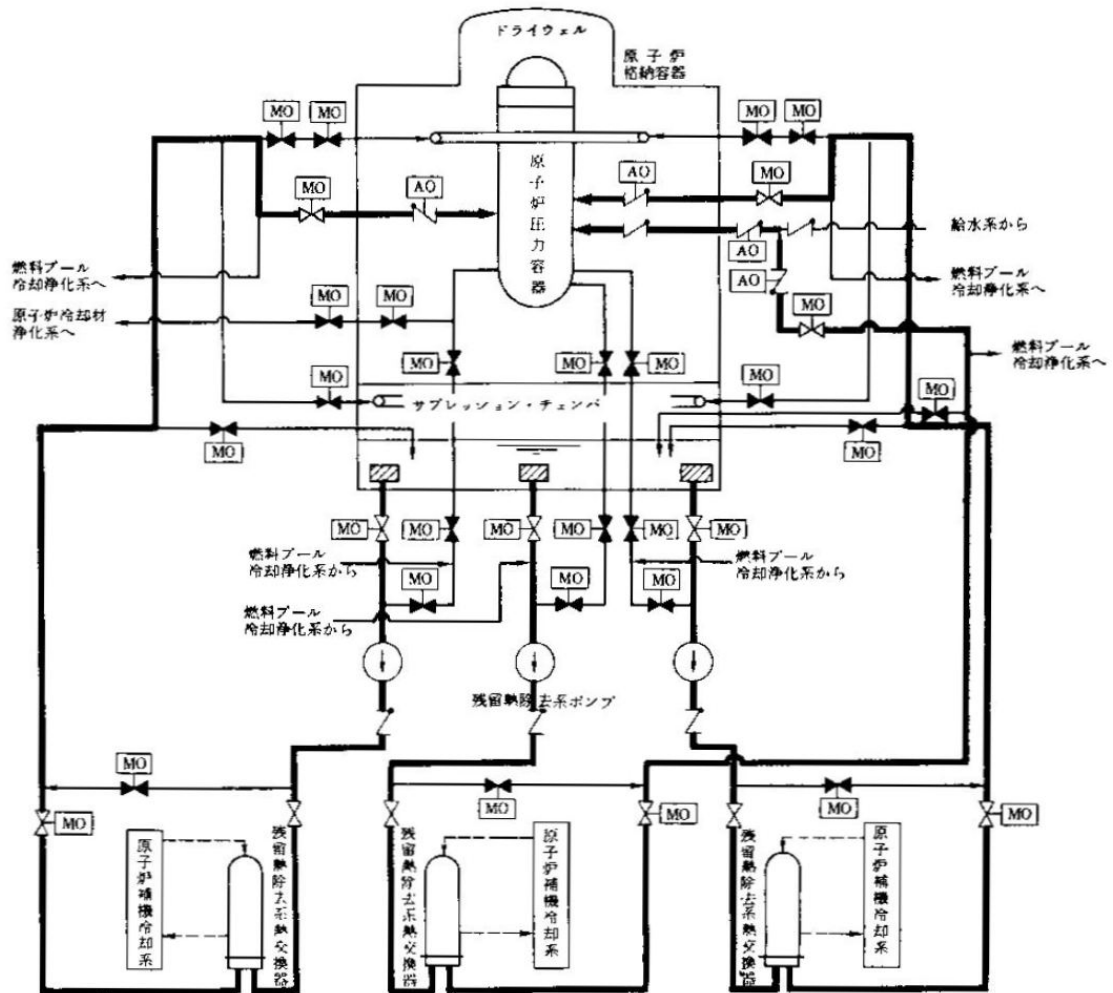 ドライウェル
原子炉
格納容器
MO
MO
MO
MO
原子炉圧力容器
MO
AO
AO
MO
給水系から
AO
燃料プール
冷却浄化系へ
燃料プール
冷却浄化系へ
AO
原子炉冷却材
浄化系へ
MO
MO
MO
燃料プール
冷却浄化系へ
MO
MO
MO
MO
MO
サプレッション・チェンバ
MO
MO
MO
MO
MO
MO
MO
MO
MO
燃料プール
冷却浄化系から
燃料プール
冷却浄化系から
MO
MO
MO
燃料プール
冷却浄化系から
残留熱除去系ポンプ
MO
MO
MO
MO
MO
MO
原子炉補機冷却系
残留熱除去系熱交換器
残留熱除去系熱交換器
原子炉補機冷却系
残留熱除去系熱交換器
原子炉補機冷却系